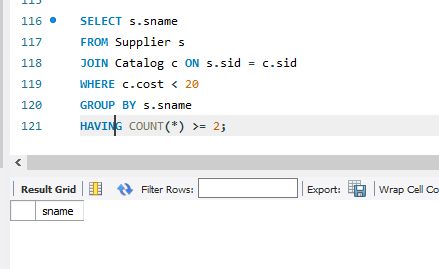 115
116 SELECT s.sname
117 FROM Supplier s
118 JOIN Catalog c ON s.sid = c.sid
119 WHERE c.cost < 20
120 GROUP BY s.sname
121 HAVING COUNT(*) >= 2;
Result Grid Filter Rows: Export: Wrap Cell Co
sname